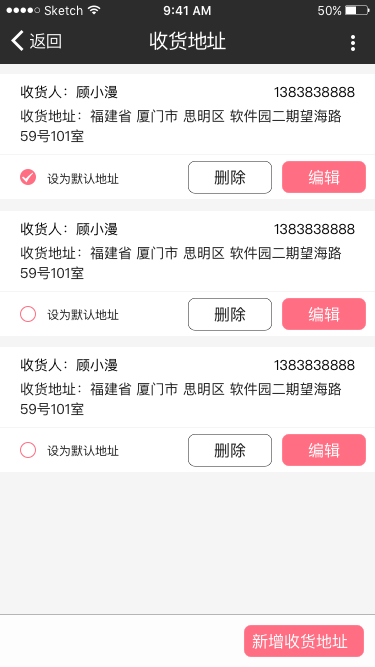 Sketch 9:41 AM 50%
返回 收货地址
收货人：顾小漫 1383838888
收货地址：福建省 厦门市 思明区 软件园二期望海路
59号101室
设为默认地址 删除 编辑
收货人：顾小漫 1383838888
收货地址：福建省 厦门市 思明区 软件园二期望海路
59号101室
设为默认地址 删除 编辑
收货人：顾小漫 1383838888
收货地址：福建省 厦门市 思明区 软件园二期望海路
59号101室
设为默认地址 删除 编辑
新增收货地址